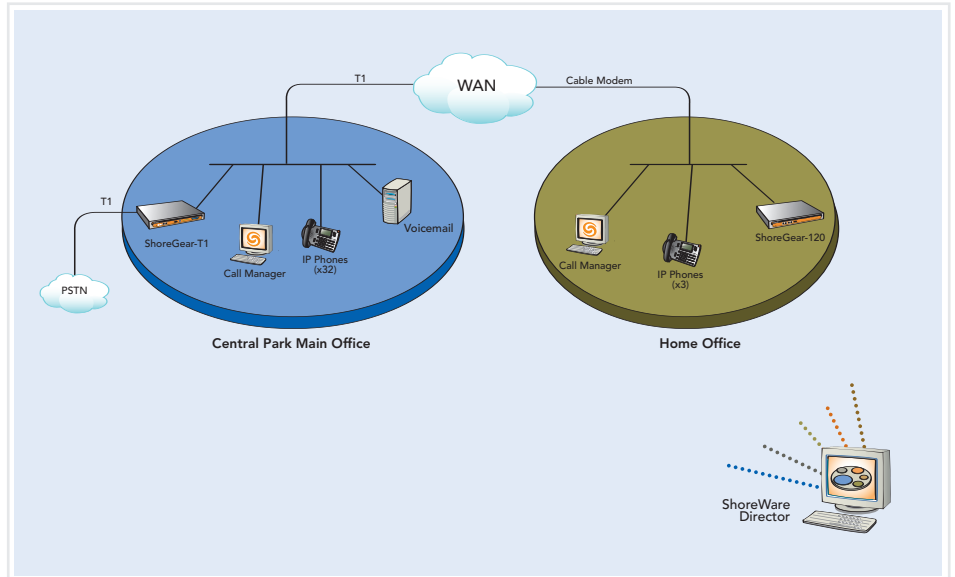 T1
WAN
Cable Modem
T1
ShoreGear-T1
Call Manager
IP Phones
(x32)
Voicemail
PSTN
Central Park Main Office
Call Manager
IP Phones
(x3)
ShoreGear-120
Home Office
ShoreWare
Director